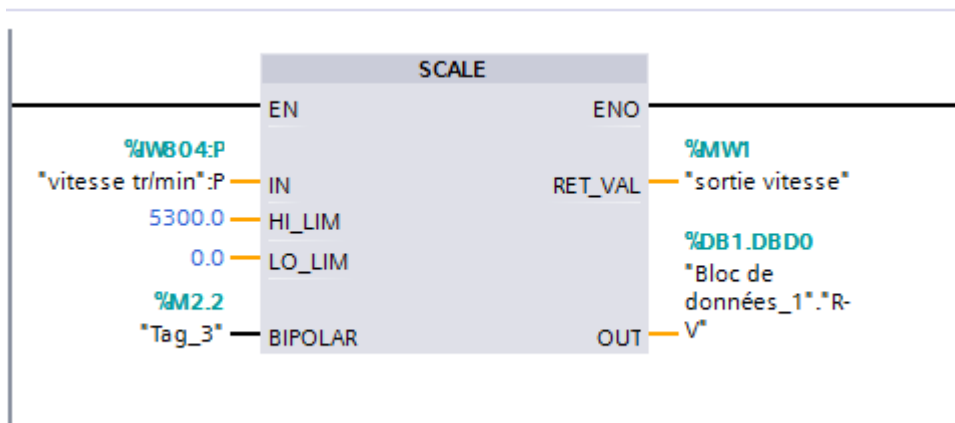 SCALE
EN
ENO
%IW804:P
"vitesse tr/min":P
IN
%MW1
"sortie vitesse"
RET_VAL
5300.0
HI_LIM
0.0
LO_LIM
%DB1.DBD0
"Bloc de
données_1"."R-
V"
OUT
%M2.2
"Tag_3"
BIPOLAR